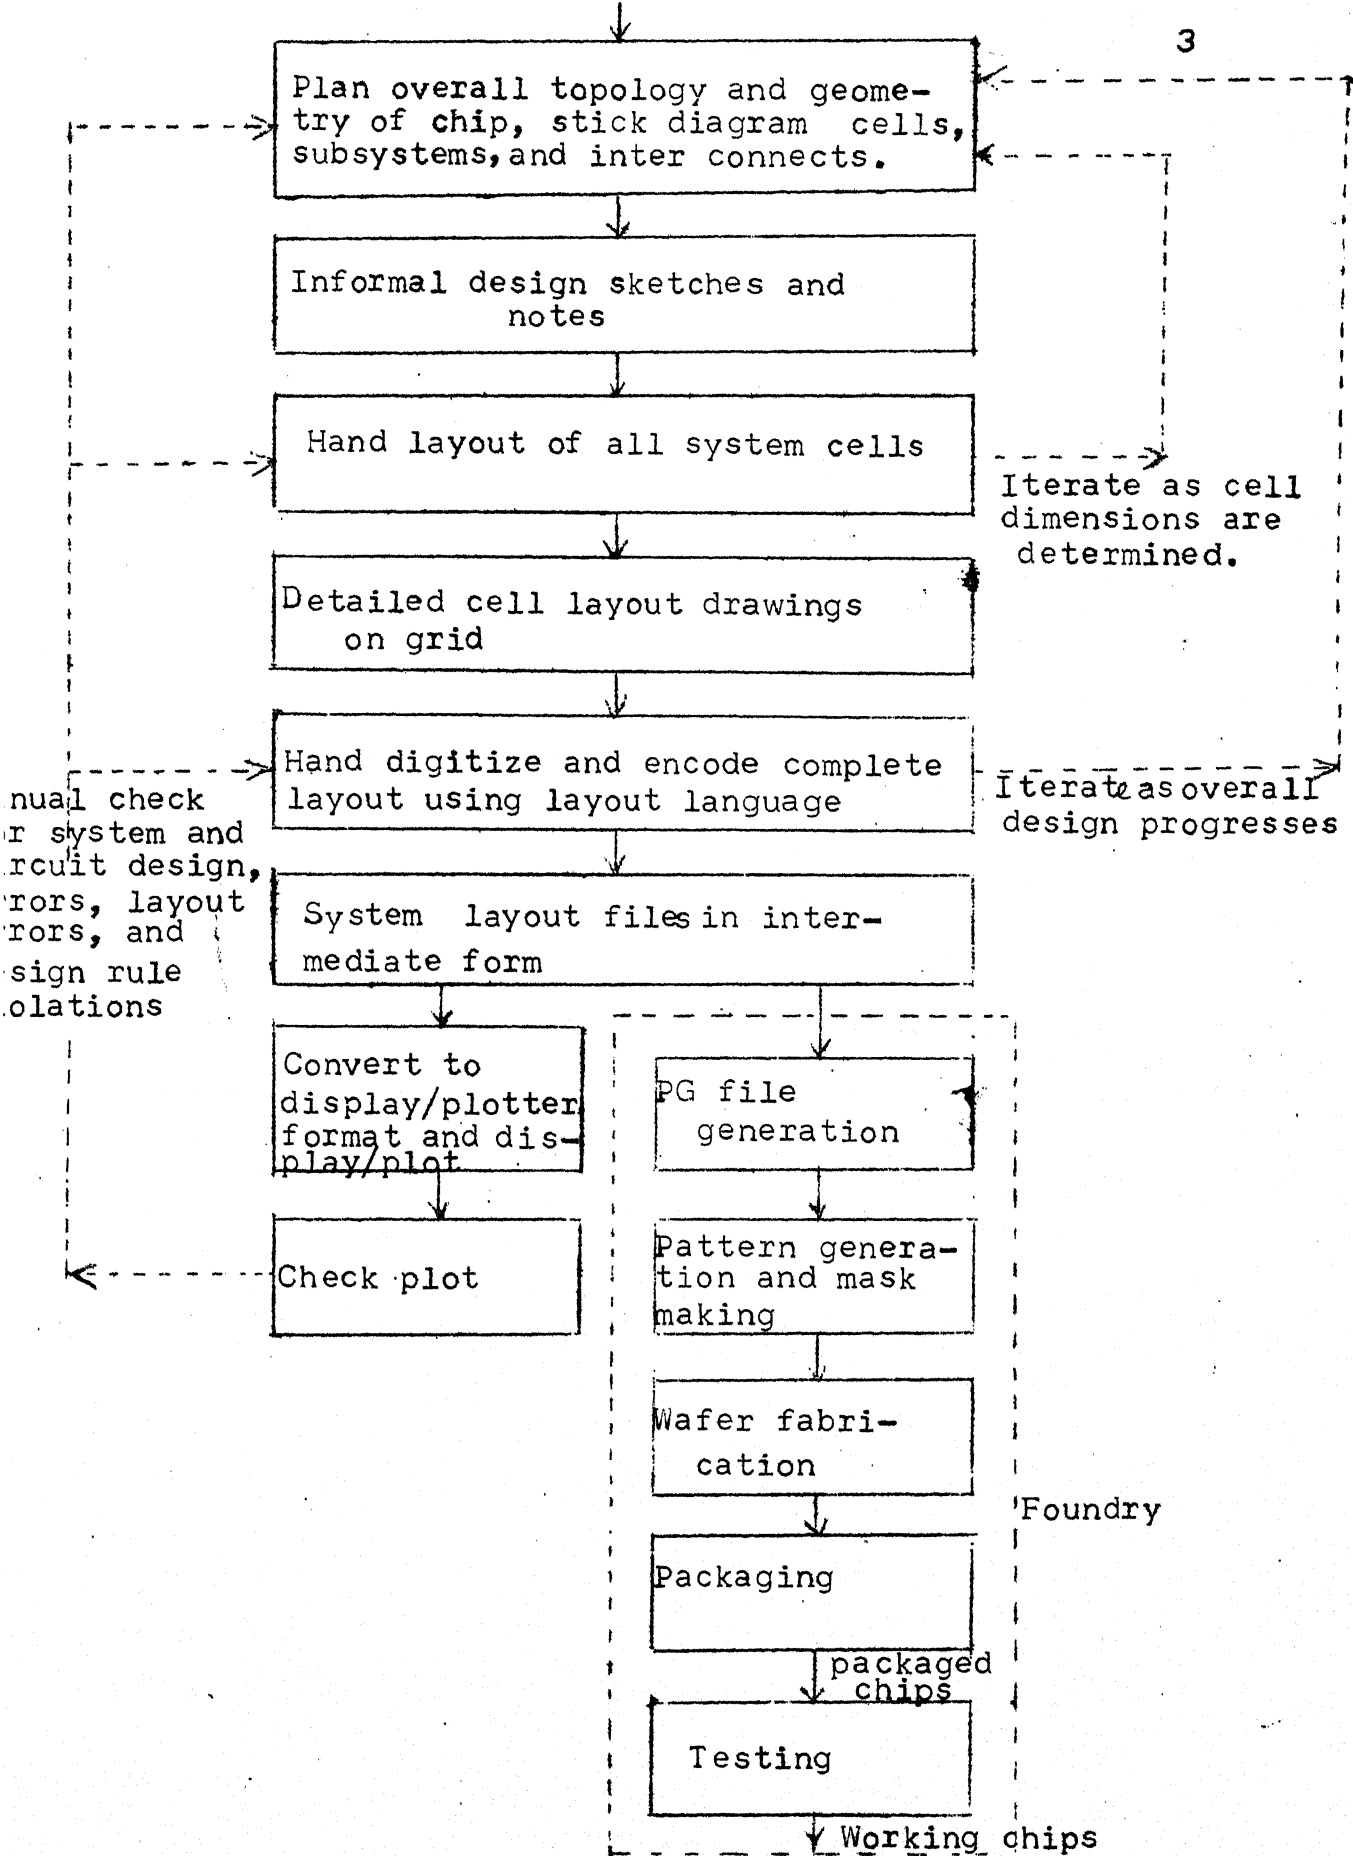 3
Plan overall topology and geome-
try of chip, stick diagram cells,
subsystems, and inter connects.
Informal design sketches and
notes
Hand layout of all system cells
Iterate as cell
dimensions are
determined.
Detailed cell layout drawings
on grid
Hand digitize and encode complete
layout using layout language
Iterate as overall
design progresses
nual check
r system and
rcuit design,
rors, layout
rors, and
sign rule
olations
System layout files in inter-
mediate form
Convert to
display/plotter
format and dis-
play/plot
Check plot
PG file
generation
Pattern genera-
tion and mask
making
Wafer fabri-
cation
Foundry
Packaging
packaged
chips
Testing
Working chips